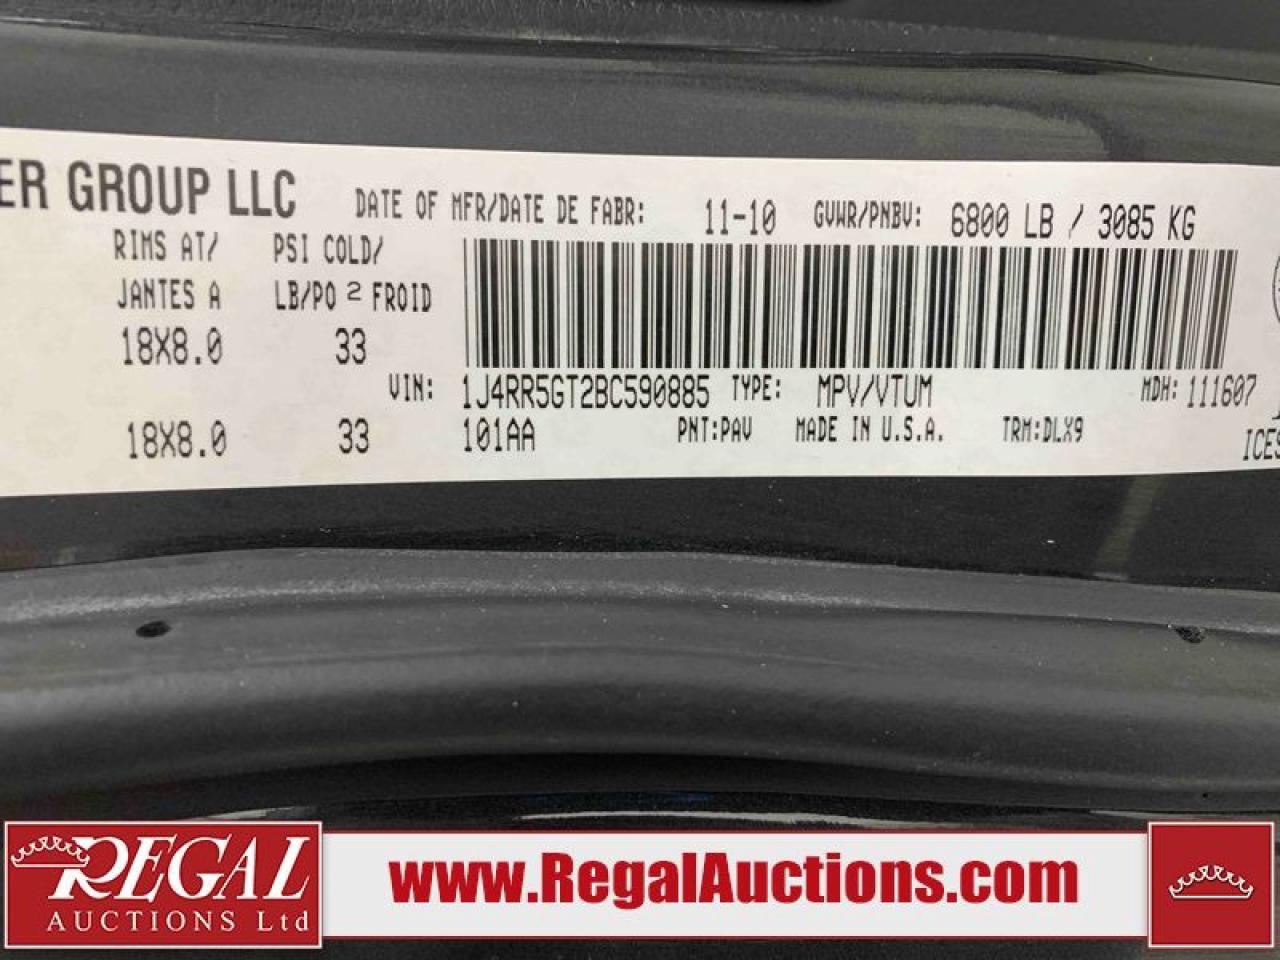 ER GROUP LLC DATE OF MFR/DATE DE FABR: 11-10 GVWR/PNBV: 6800 LB / 3085 KG
RIMS AT/ PSI COLD/
JANTES A LB/PO 2 FROID
18X8.0 33
VIN: 1J4RR5GT2BC590885 TYPE: MPV/VTUM MDH: 111607
18X8.0 33 101AA PNT:PAV MADE IN U.S.A. TRM:DLX9
ICES
REGAL
AUCTIONS Ltd
www.RegalAuctions.com